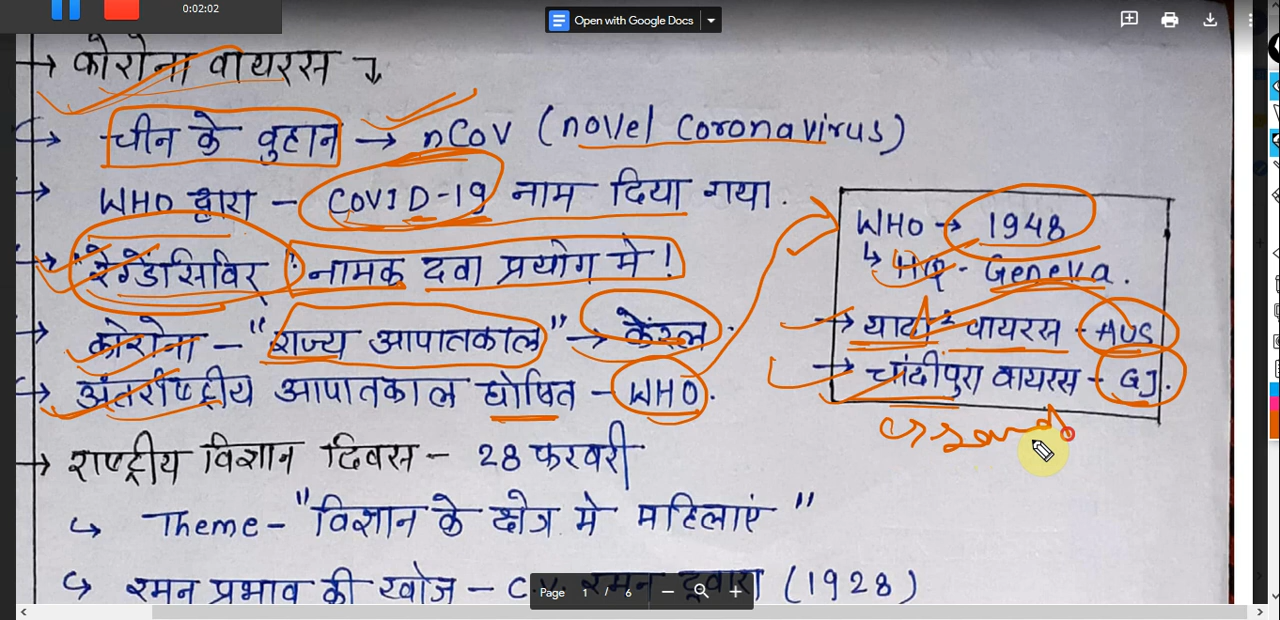 0:02:02
Open with Google Docs
→ कोरोना वायरस ↴
↪ चीन के वुहान → nCoV (novel coronavirus)
→ WHO द्वारा - COVID-19 नाम दिया गया.
→ "रेग्डेंसिविर्" नामक दवा प्रयोग मे!
→ कोरोना - "राज्य आपातकाल" → केरल.
↪ अंतर्राष्ट्रीय आपातकाल घोषित - WHO.
WHO → 1948
↳ HQ - Geneva.
→ यादा² वायरस - AUS
→ चांदीपुरा वायरस - GJ.
→ राष्ट्रीय विज्ञान दिवस - 28 फरवरी
↳ Theme - "विज्ञान के क्षेत्र मे महिलाएं"
↪ रमन प्रभाव की खोज - C.V. रमन द्वारा (1928)
Page 1 / 6